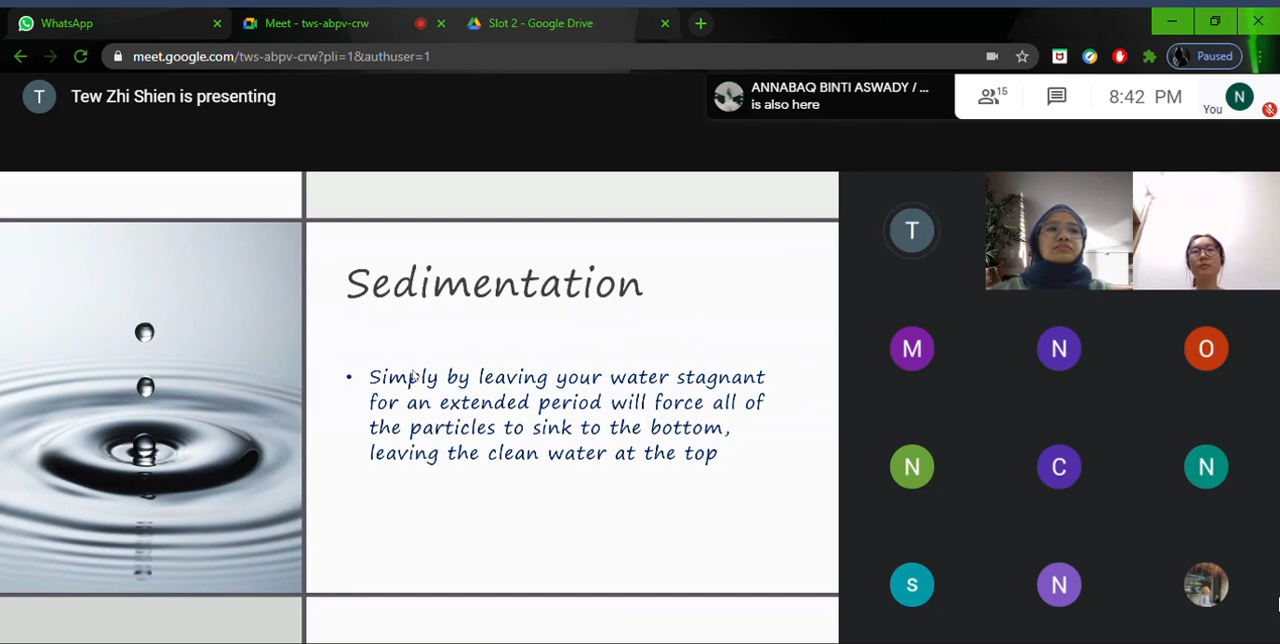 WhatsApp
Meet - tws-abpv-crw
Slot 2 - Google Drive
meet.google.com/tws-abpv-crw?pli=1&authuser=1
Paused
T
Tew Zhi Shien is presenting
ANNABAQ BINTI ASWADY / ...
is also here
15
8:42 PM
You
N
Sedimentation
• Simply by leaving your water stagnant
for an extended period will force all of
the particles to sink to the bottom,
leaving the clean water at the top
T
M
N
O
N
C
N
s
N